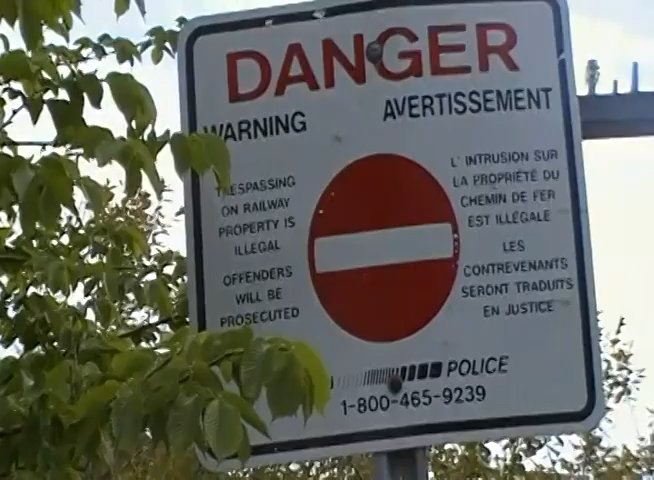 DANGER
WARNING
AVERTISSEMENT
TRESPASSING
ON RAILWAY
PROPERTY IS
ILLEGAL
OFFENDERS
WILL BE
PROSECUTED
L'INTRUSION SUR
LA PROPRIÉTÉ DU
CHEMIN DE FER
EST ILLÉGALE
LES
CONTREVENANTS
SERONT TRADUITS
EN JUSTICE
POLICE
1-800-465-9239